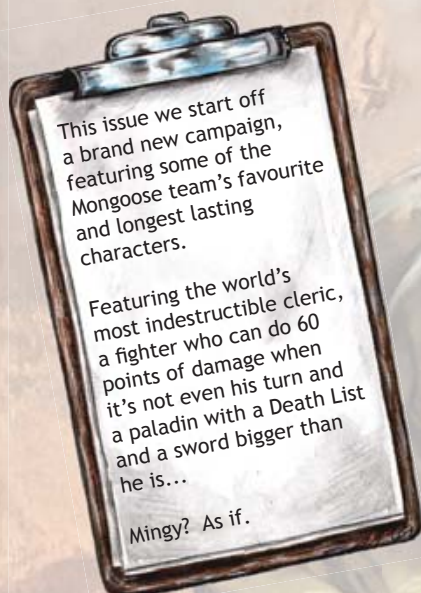 This issue we start off
a brand new campaign,
featuring some of the
Mongoose team's favourite
and longest lasting
characters.

Featuring the world's
most indestructible cleric,
a fighter who can do 60
points of damage when
it's not even his turn and
a paladin with a Death List
and a sword bigger than
he is...

Mingy? As if.